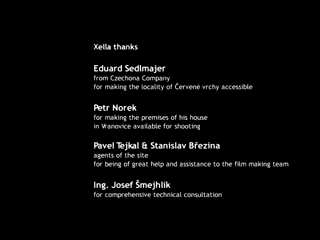 Xella thanks
Eduard Sedlmajer
from Czechona Company
for making the locality of Červené vrchy accessible
Petr Norek
for making the premises of his house
in Vranovice available for shooting
Pavel Tejkal & Stanislav Březina
agents of the site
for being of great help and assistance to the film making team
Ing. Josef Šmejhlík
for comprehensive technical consultation